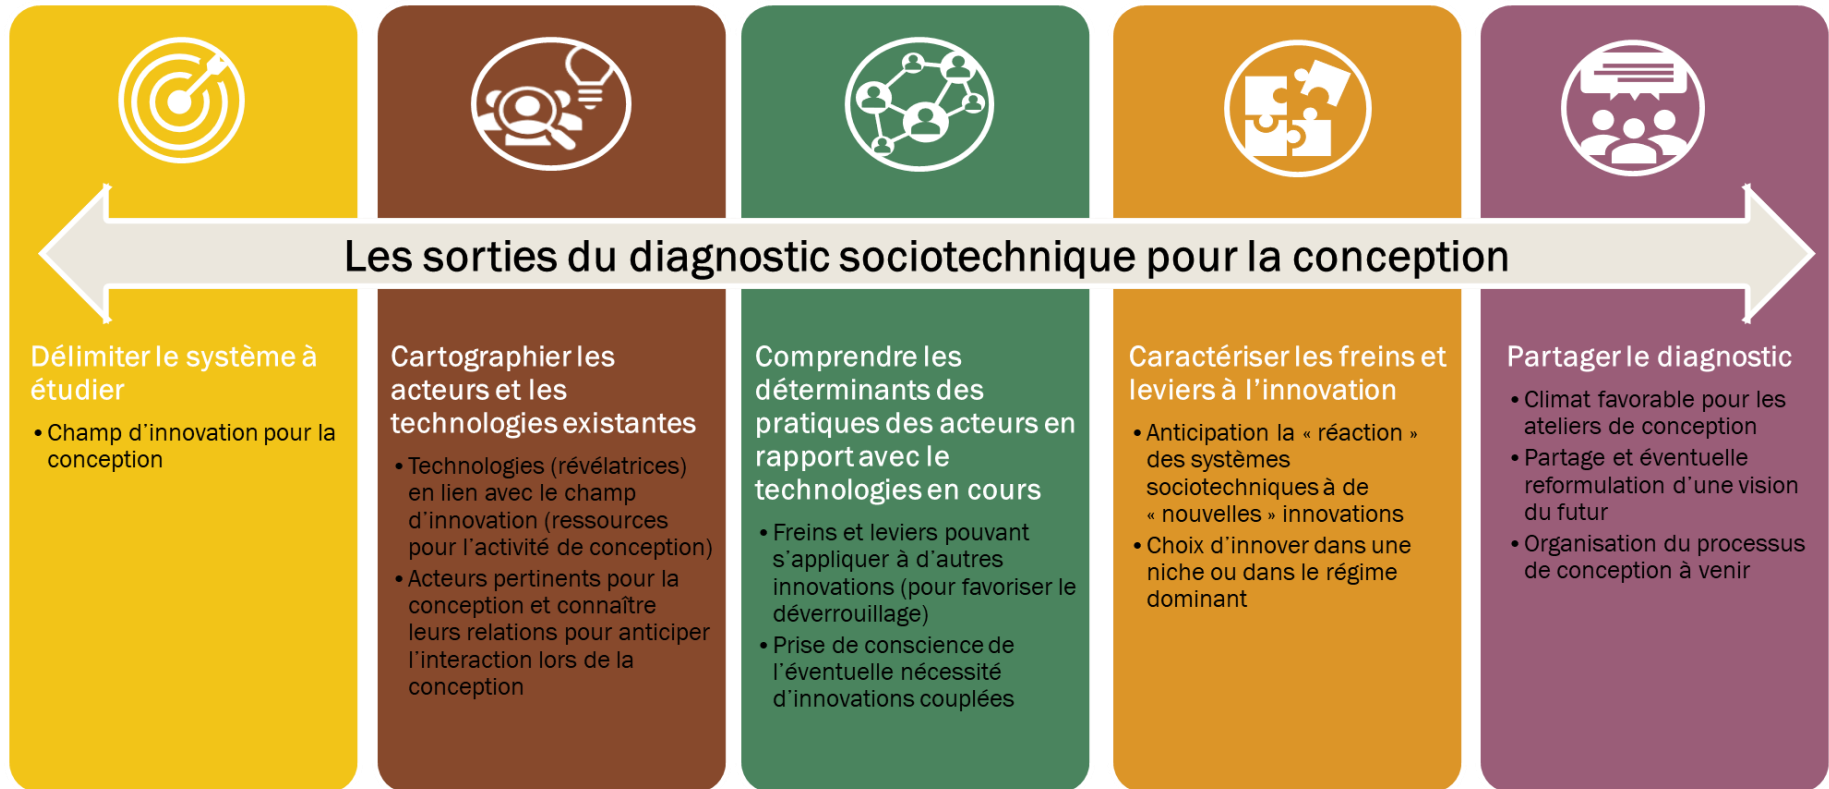 Les sorties du diagnostic sociotechnique pour la conception
Délimiter le système à
étudier
• Champ d'innovation pour la
conception
Cartographier les
acteurs et les
technologies existantes
• Technologies (révélatrices)
en lien avec le champ
d'innovation (ressources
pour l'activité de conception)
• Acteurs pertinents pour la
conception et connaître
leurs relations pour anticiper
l'interaction lors de la
conception
Comprendre les
déterminants des
pratiques des acteurs en
rapport avec le
technologies en cours
• Freins et leviers pouvant
s'appliquer à d'autres
innovations (pour favoriser le
déverrouillage)
• Prise de conscience de
l'éventuelle nécessité
d'innovations couplées
Caractériser les freins et
leviers à l'innovation
• Anticipation la « réaction »
des systèmes
sociotechniques à de
« nouvelles » innovations
• Choix d'innover dans une
niche ou dans le régime
dominant
Partager le diagnostic
• Climat favorable pour les
ateliers de conception
• Partage et éventuelle
reformulation d'une vision
du futur
• Organisation du processus
de conception à venir